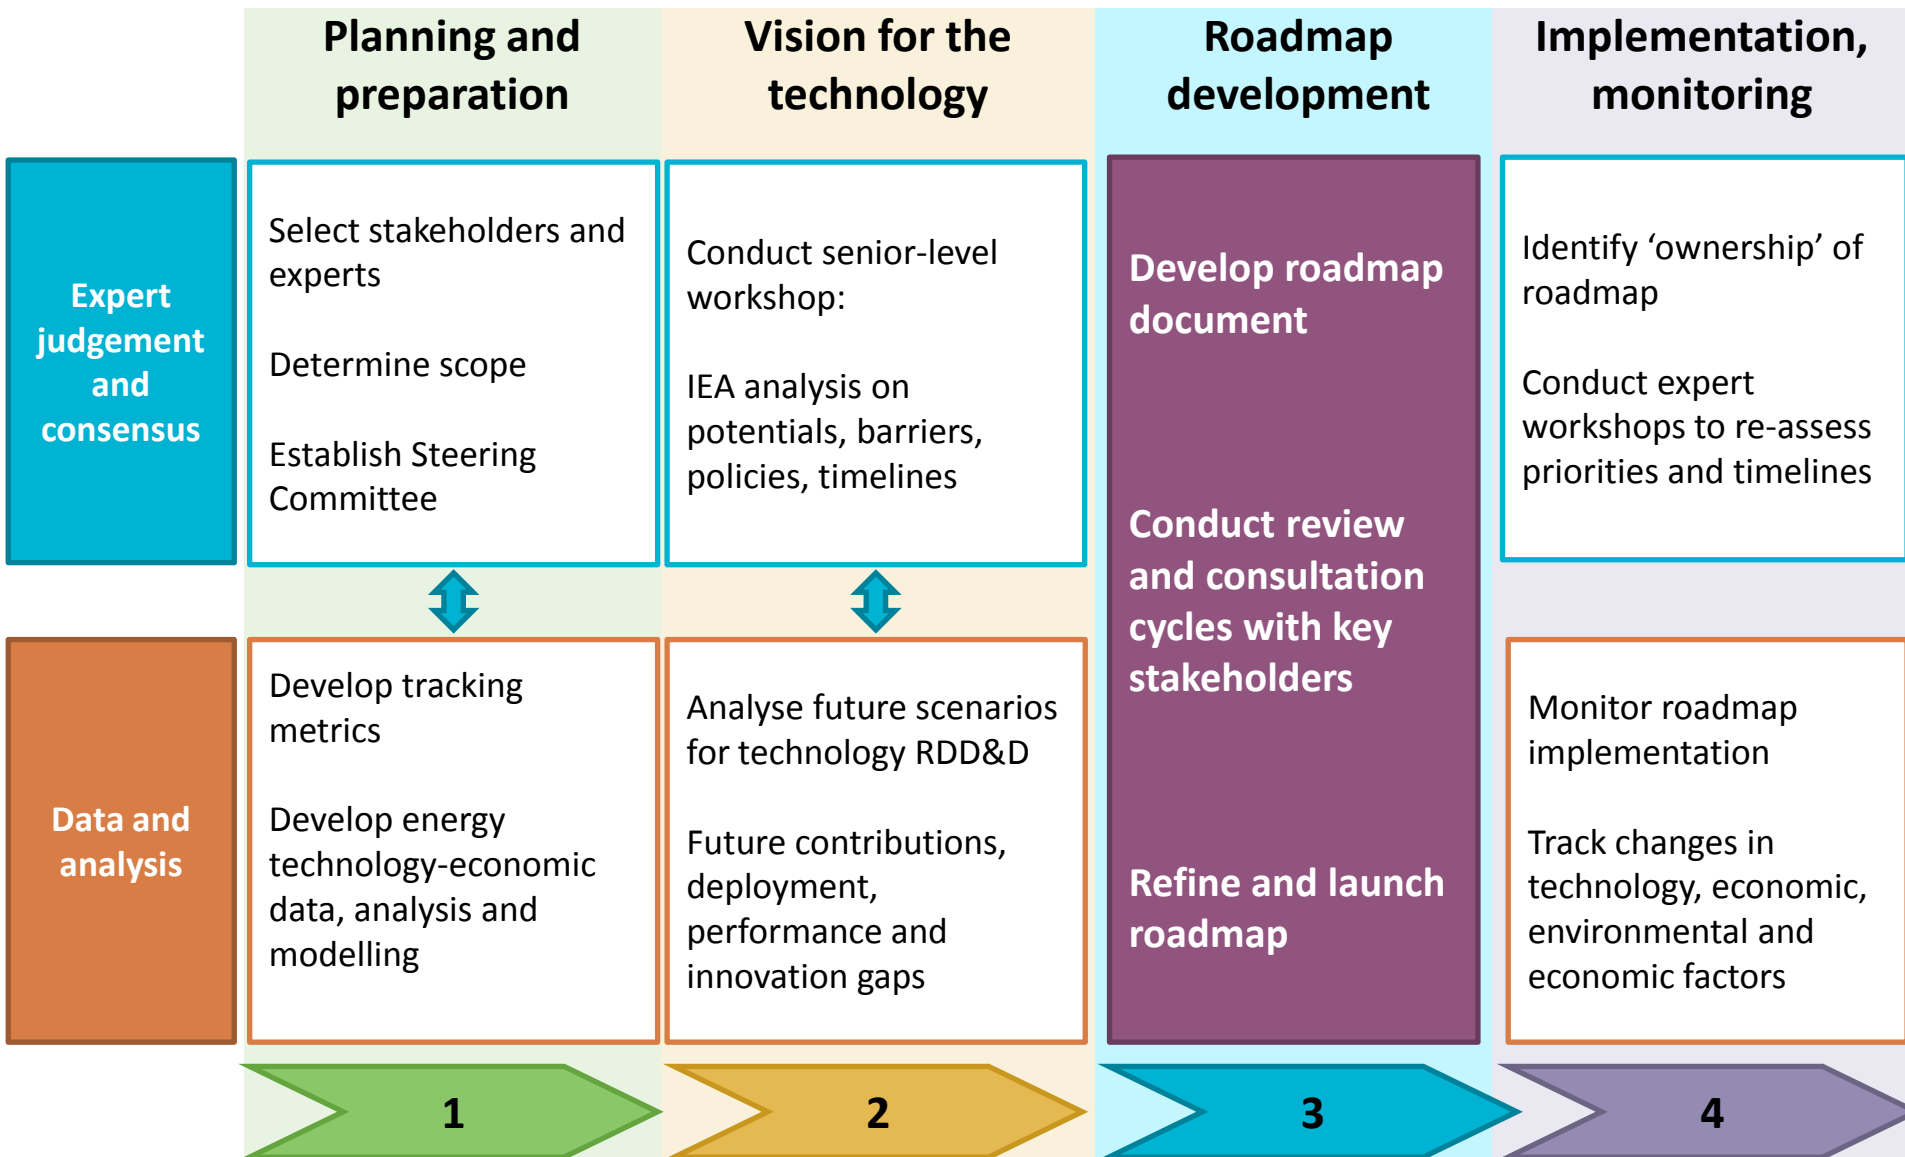 Planning and
preparation
Vision for the
technology
Roadmap
development
Implementation,
monitoring
Expert
judgement
and
consensus
Select stakeholders and
experts
Determine scope
Establish Steering
Committee
Conduct senior-level
workshop:
IEA analysis on
potentials, barriers,
policies, timelines
Develop roadmap
document
Conduct review
and consultation
cycles with key
stakeholders
Refine and launch
roadmap
Identify ‘ownership’ of
roadmap
Conduct expert
workshops to re-assess
priorities and timelines
Data and
analysis
Develop tracking
metrics
Develop energy
technology-economic
data, analysis and
modelling
Analyse future scenarios
for technology RDD&D
Future contributions,
deployment,
performance and
innovation gaps
Monitor roadmap
implementation
Track changes in
technology, economic,
environmental and
economic factors
1
2
3
4